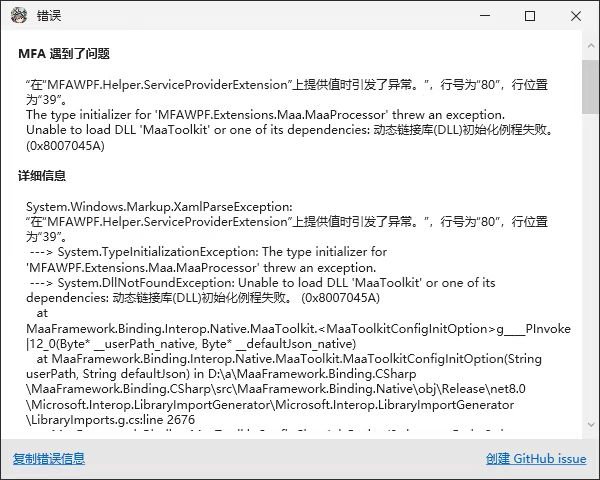 错误
MFA 遇到了问题
“在“MFAWPF.Helper.ServiceProviderExtension”上提供值时引发了异常。”，行号为“80”，行位置
为“39”。
The type initializer for 'MFAWPF.Extensions.Maa.MaaProcessor' threw an exception.
Unable to load DLL 'MaaToolkit' or one of its dependencies: 动态链接库(DLL)初始化例程失败。
(0x8007045A)
详细信息
System.Windows.Markup.XamlParseException:
“在“MFAWPF.Helper.ServiceProviderExtension”上提供值时引发了异常。”，行号为“80”，行位置
为“39”。
---> System.TypeInitializationException: The type initializer for
'MFAWPF.Extensions.Maa.MaaProcessor' threw an exception.
---> System.DllNotFoundException: Unable to load DLL 'MaaToolkit' or one of its
dependencies: 动态链接库(DLL)初始化例程失败。 (0x8007045A)
at
MaaFramework.Binding.Interop.Native.MaaToolkit.<MaaToolkitConfigInitOption>g____PInvoke
|12_0(Byte* __userPath_native, Byte* __defaultJson_native)
at MaaFramework.Binding.Interop.Native.MaaToolkit.MaaToolkitConfigInitOption(String
userPath, String defaultJson) in D:\a\MaaFramework.Binding.CSharp
\MaaFramework.Binding.CSharp\src\MaaFramework.Binding.Native\obj\Release\net8.0
\Microsoft.Interop.LibraryImportGenerator\Microsoft.Interop.LibraryImportGenerator
\LibraryImports.g.cs:line 2676
复制错误信息
创建 GitHub issue